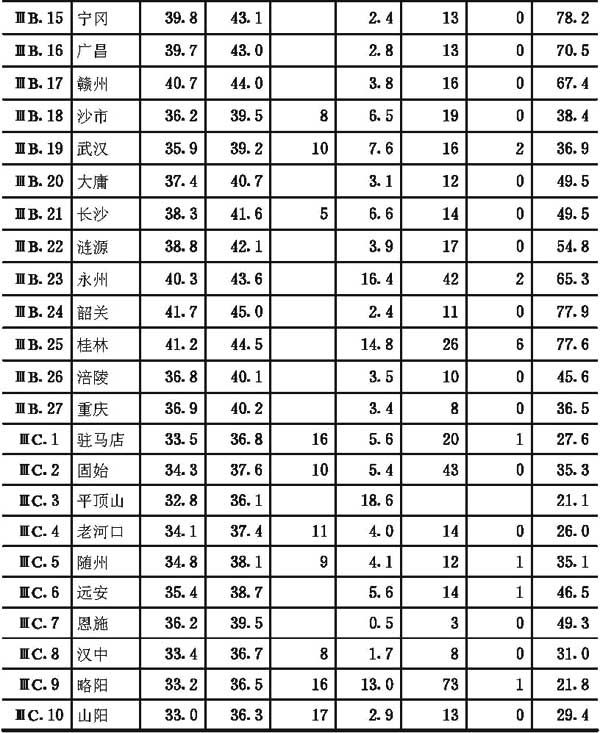 ⅢB.15 宁冈 39.8 43.1 2.4 13 0 78.2
ⅢB.16 广昌 39.7 43.0 2.8 13 0 70.5
ⅢB.17 赣州 40.7 44.0 3.8 16 0 67.4
ⅢB.18 沙市 36.2 39.5 8 6.5 19 0 38.4
ⅢB.19 武汉 35.9 39.2 10 7.6 16 2 36.9
ⅢB.20 大庸 37.4 40.7 3.1 12 0 49.5
ⅢB.21 长沙 38.3 41.6 5 6.6 14 0 49.5
ⅢB.22 涟源 38.8 42.1 3.9 17 0 54.8
ⅢB.23 永州 40.3 43.6 16.4 42 2 65.3
ⅢB.24 韶关 41.7 45.0 2.4 11 0 77.9
ⅢB.25 桂林 41.2 44.5 14.8 26 6 77.6
ⅢB.26 涪陵 36.8 40.1 3.5 10 0 45.6
ⅢB.27 重庆 36.9 40.2 3.4 8 0 36.5
ⅢC.1 驻马店 33.5 36.8 16 5.6 20 1 27.6
ⅢC.2 固始 34.3 37.6 10 5.4 43 0 35.3
ⅢC.3 平顶山 32.8 36.1 18.6 21.1
ⅢC.4 老河口 34.1 37.4 11 4.0 14 0 26.0
ⅢC.5 随州 34.8 38.1 9 4.1 12 1 35.1
ⅢC.6 远安 35.4 38.7 5.6 14 1 46.5
ⅢC.7 恩施 36.2 39.5 0.5 3 0 49.3
ⅢC.8 汉中 33.4 36.7 8 1.7 8 0 31.0
ⅢC.9 略阳 33.2 36.5 16 13.0 73 1 21.8
ⅢC.10 山阳 33.0 36.3 17 2.9 13 0 29.4